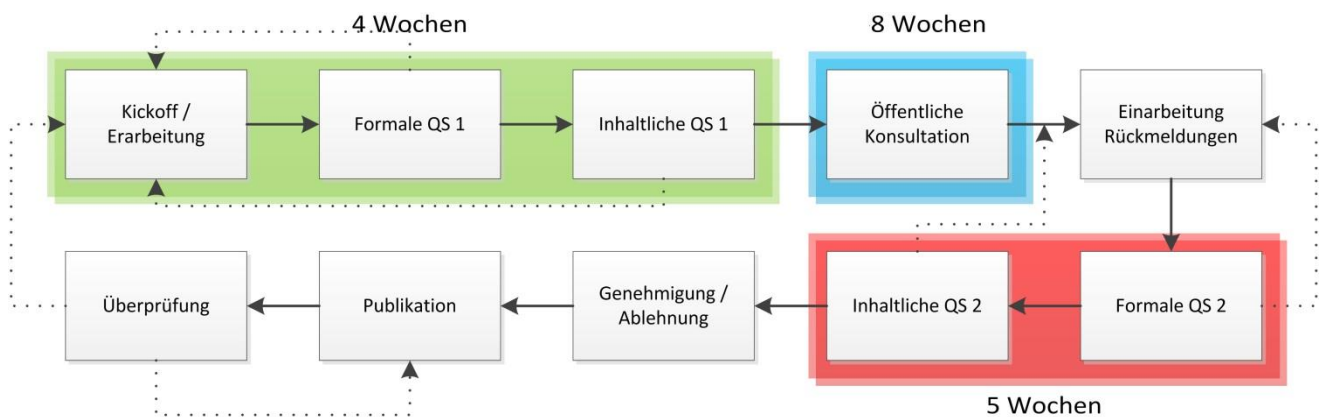 4 Wochen
8 Wochen
Kickoff /
Erarbeitung
Formale QS 1
Inhaltliche QS 1
Öffentliche
Konsultation
Einarbeitung
Rückmeldungen
Überprüfung
Publikation
Genehmigung /
Ablehnung
Inhaltliche QS 2
Formale QS 2
5 Wochen